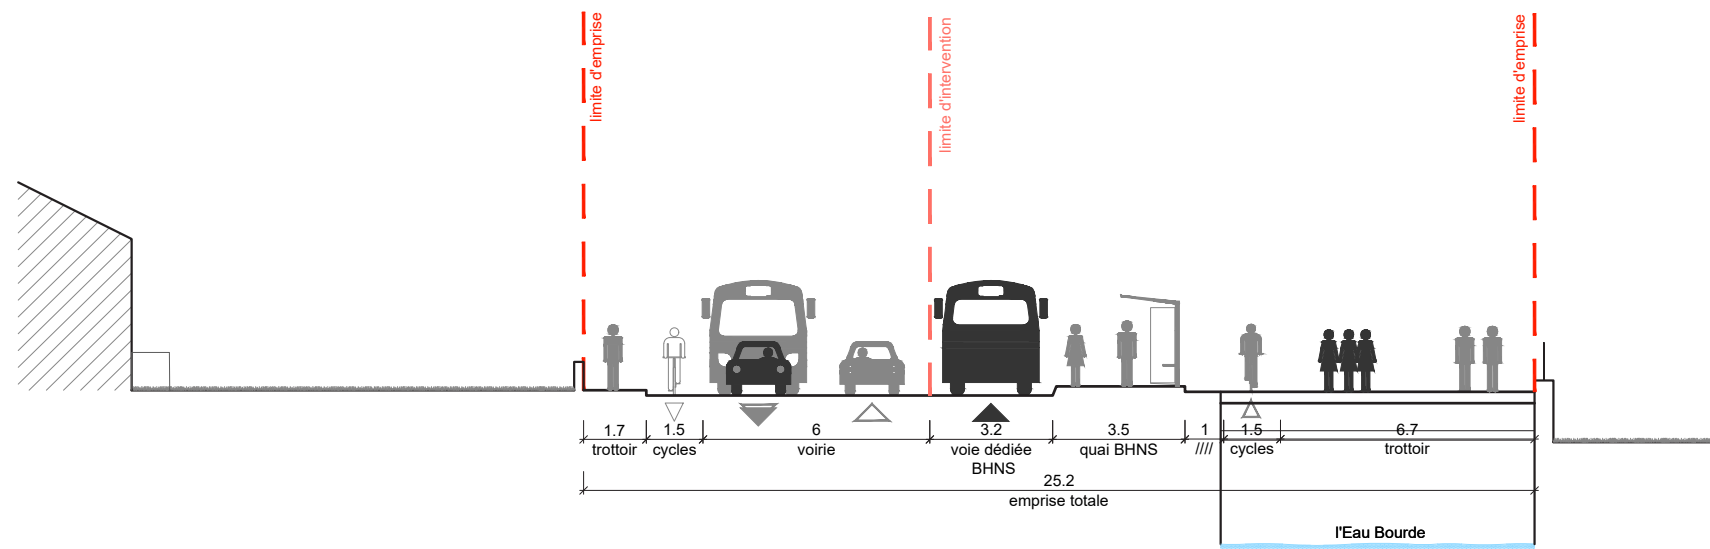 limite d'emprise
limite d'intervention
limite d'emprise
1.7
1.5
6
3.2
3.5
1
1.5
6.7
trottoir
cycles
voirie
voie dédiée
BHNS
quai BHNS
////
cycles
trottoir
25.2
emprise totale
l'Eau Bourde